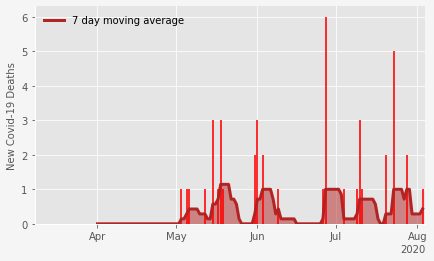 7 day moving average
New Covid-19 Deaths
6
5
4
3
2
1
0
Apr
May
Jun
Jul
Aug
2020